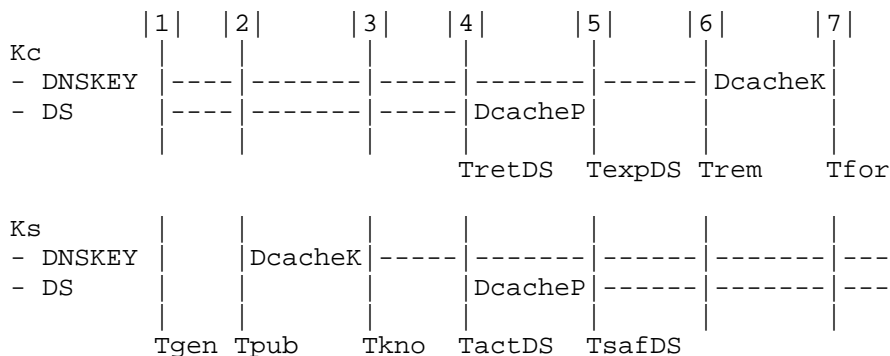 |1|   |2|     |3|   |4|     |5|    |6|     |7|
Kc         |    |       |     |       |      |       |
- DNSKEY  |----|-------|-----|-------|------|DcacheK|
- DS      |----|-------|-----|DcacheP|      |       |
          |    |       |     |       |      |       |
                             TretDS  TexpDS Trem    Tfor
Ks        |    |       |     |       |      |       |
- DNSKEY  |    |DcacheK|-----|-------|------|-------|---
- DS      |    |       |     |DcacheP|------|-------|---
          |    |       |     |       |      |       |
          Tgen Tpub    Tkno  TactDS  TsafDS